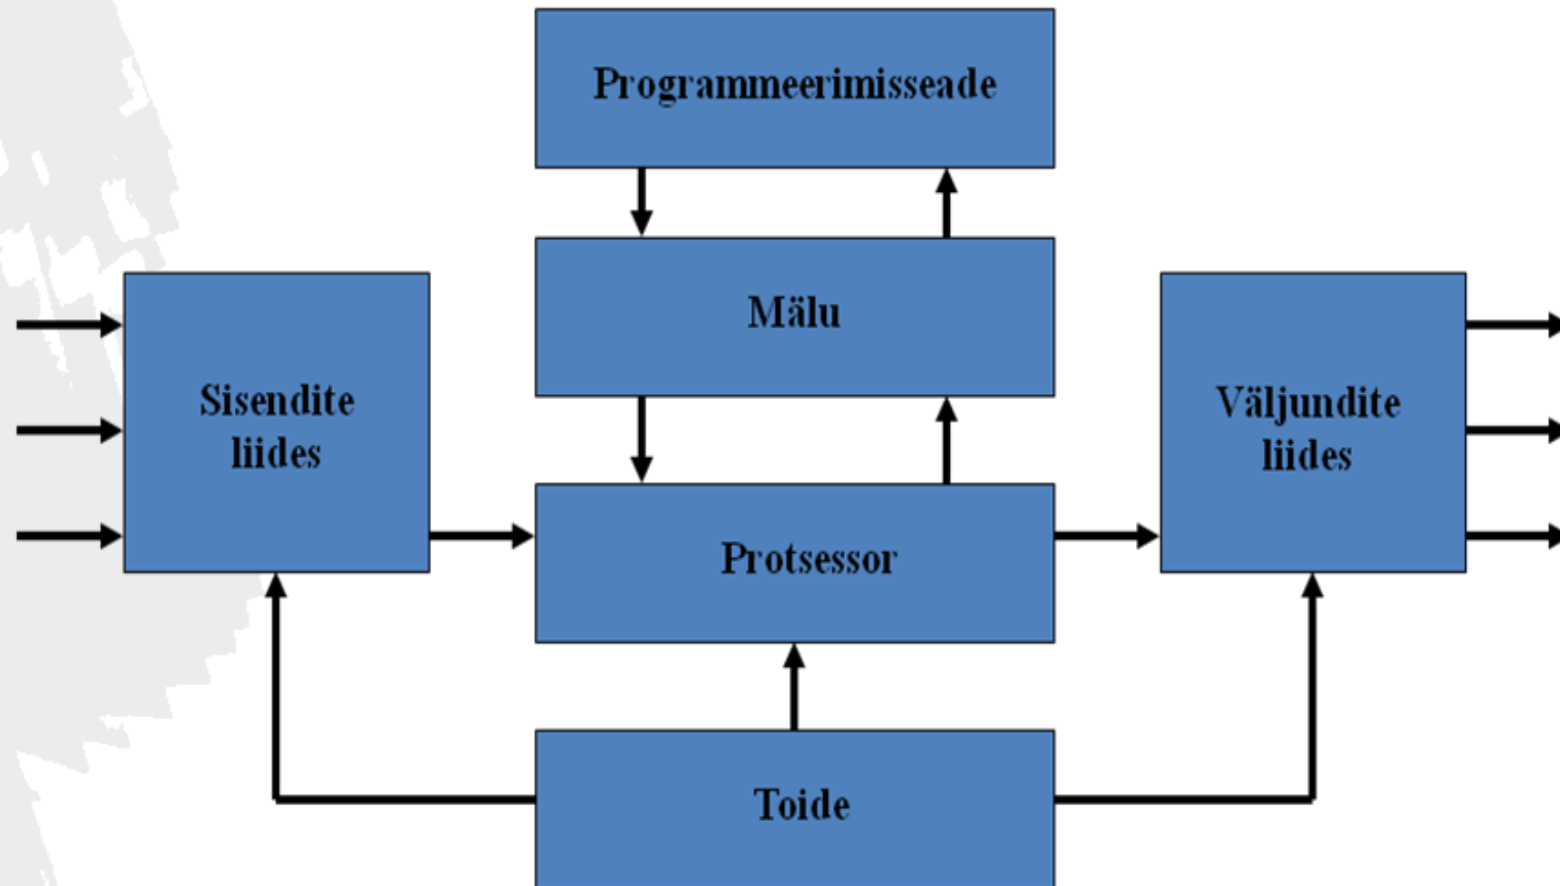 Programmeerimisseade
Mälu
Sisendite
liides
Väljundite
liides
Protsessor
Toide